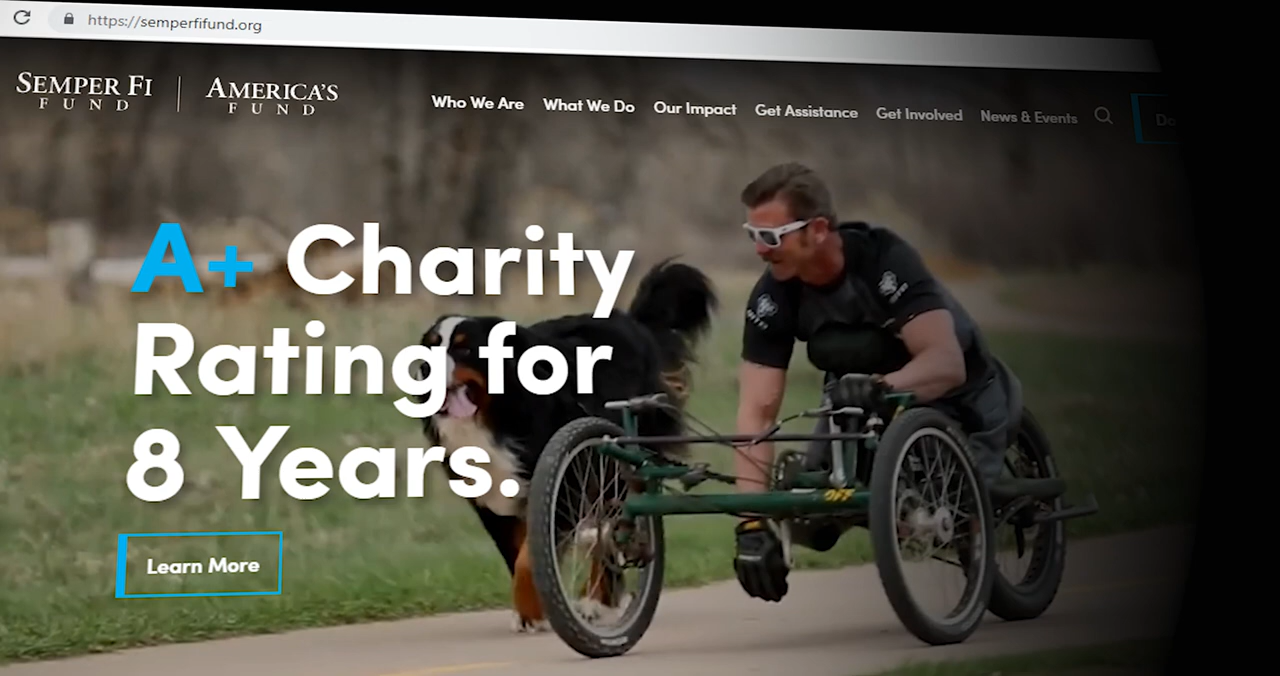 https://semperfifund.org
SEMPER FI
FUND
AMERICA'S
FUND
Who We Are What We Do Our Impact Get Assistance Get Involved News & Events
A+ Charity
Rating for
8 Years.
Learn More